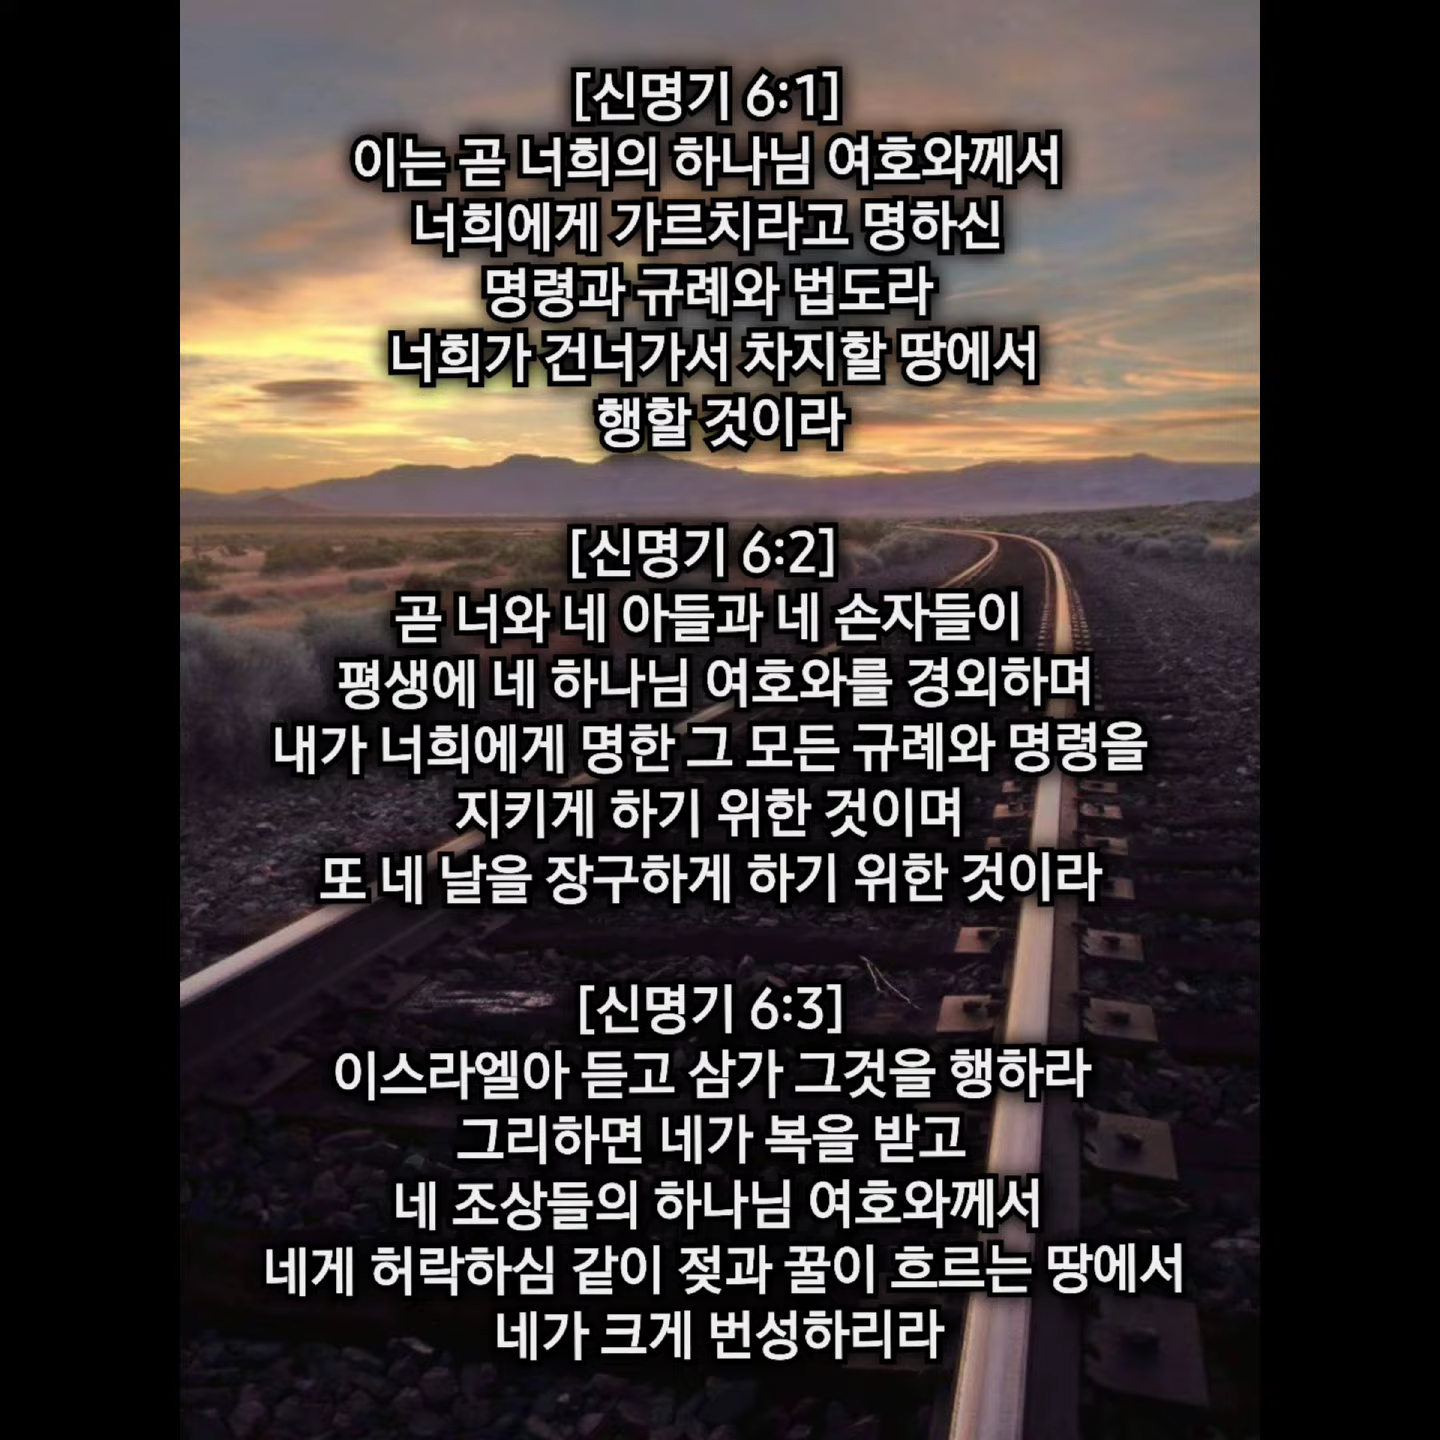 [신명기 6:1]
이는 곧 너희의 하나님 여호와께서
너희에게 가르치라고 명하신
명령과 규례와 법도라
너희가 건너가서 차지할 땅에서
행할 것이라
[신명기 6:2]
곧 너와 네 아들과 네 손자들이
평생에 네 하나님 여호와를 경외하며
내가 너희에게 명한 그 모든 규례와 명령을
지키게 하기 위한 것이며
또 네 날을 장구하게 하기 위한 것이라
[신명기 6:3]
이스라엘아 듣고 삼가 그것을 행하라
그리하면 네가 복을 받고
네 조상들의 하나님 여호와께서
네게 허락하심 같이 젖과 꿀이 흐르는 땅에서
네가 크게 번성하리라